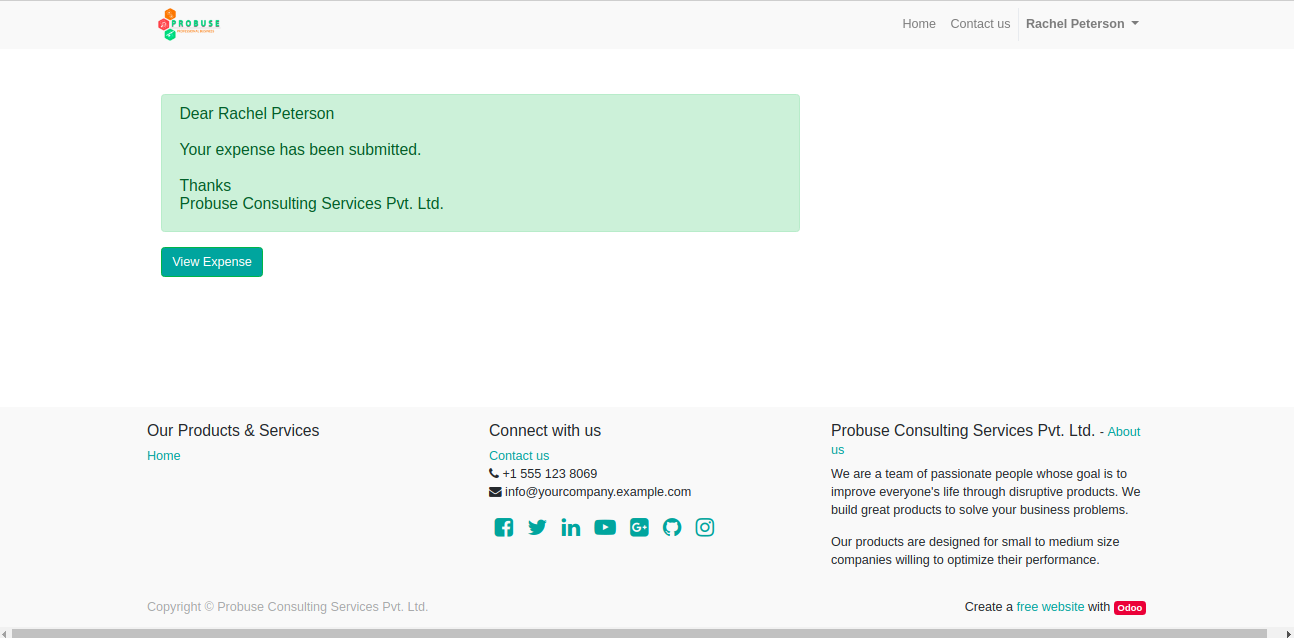 PROBUSE
Home
Contact us
Rachel Peterson
Dear Rachel Peterson
Your expense has been submitted.
Thanks
Probuse Consulting Services Pvt. Ltd.
View Expense
Our Products & Services
Home
Connect with us
Contact us
+1 555 123 8069
info@yourcompany.example.com
Probuse Consulting Services Pvt. Ltd. - About
us
We are a team of passionate people whose goal is to
improve everyone's life through disruptive products. We
build great products to solve your business problems.
Our products are designed for small to medium size
companies willing to optimize their performance.
Copyright © Probuse Consulting Services Pvt. Ltd.
Create a free website with Odoo